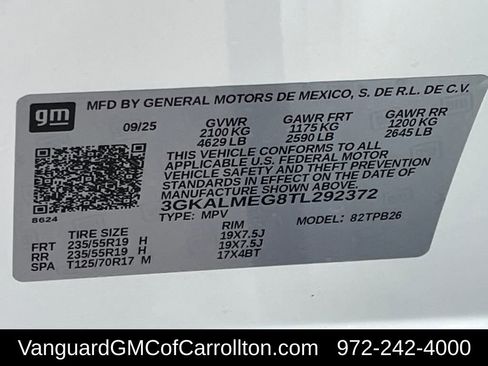 gm
MFD BY GENERAL MOTORS DE MEXICO, S. DE R.L. DE C.V.
09/25 GVWR GAWR FRT GAWR RR
2100 KG 1175 KG 1200 KG
4629 LB 2590 LB 2645 LB
THIS VEHICLE CONFORMS TO ALL
APPLICABLE U.S. FEDERAL MOTOR
VEHICLE SAFETY AND THEFT PREVENTION
STANDARDS IN EFFECT ON THE DATE OF
MANUFACTURE SHOWN ABOVE.
8624
3GKALMEG8TL292372
TYPE: MPV MODEL: 82TPB26
TIRE SIZE RIM
FRT 235/55R19 H 19X7.5J
RR 235/55R19 H 19X7.5J
SPA T125/70R17 M 17X4BT
VanguardGMCofCarrollton.com 972-242-4000